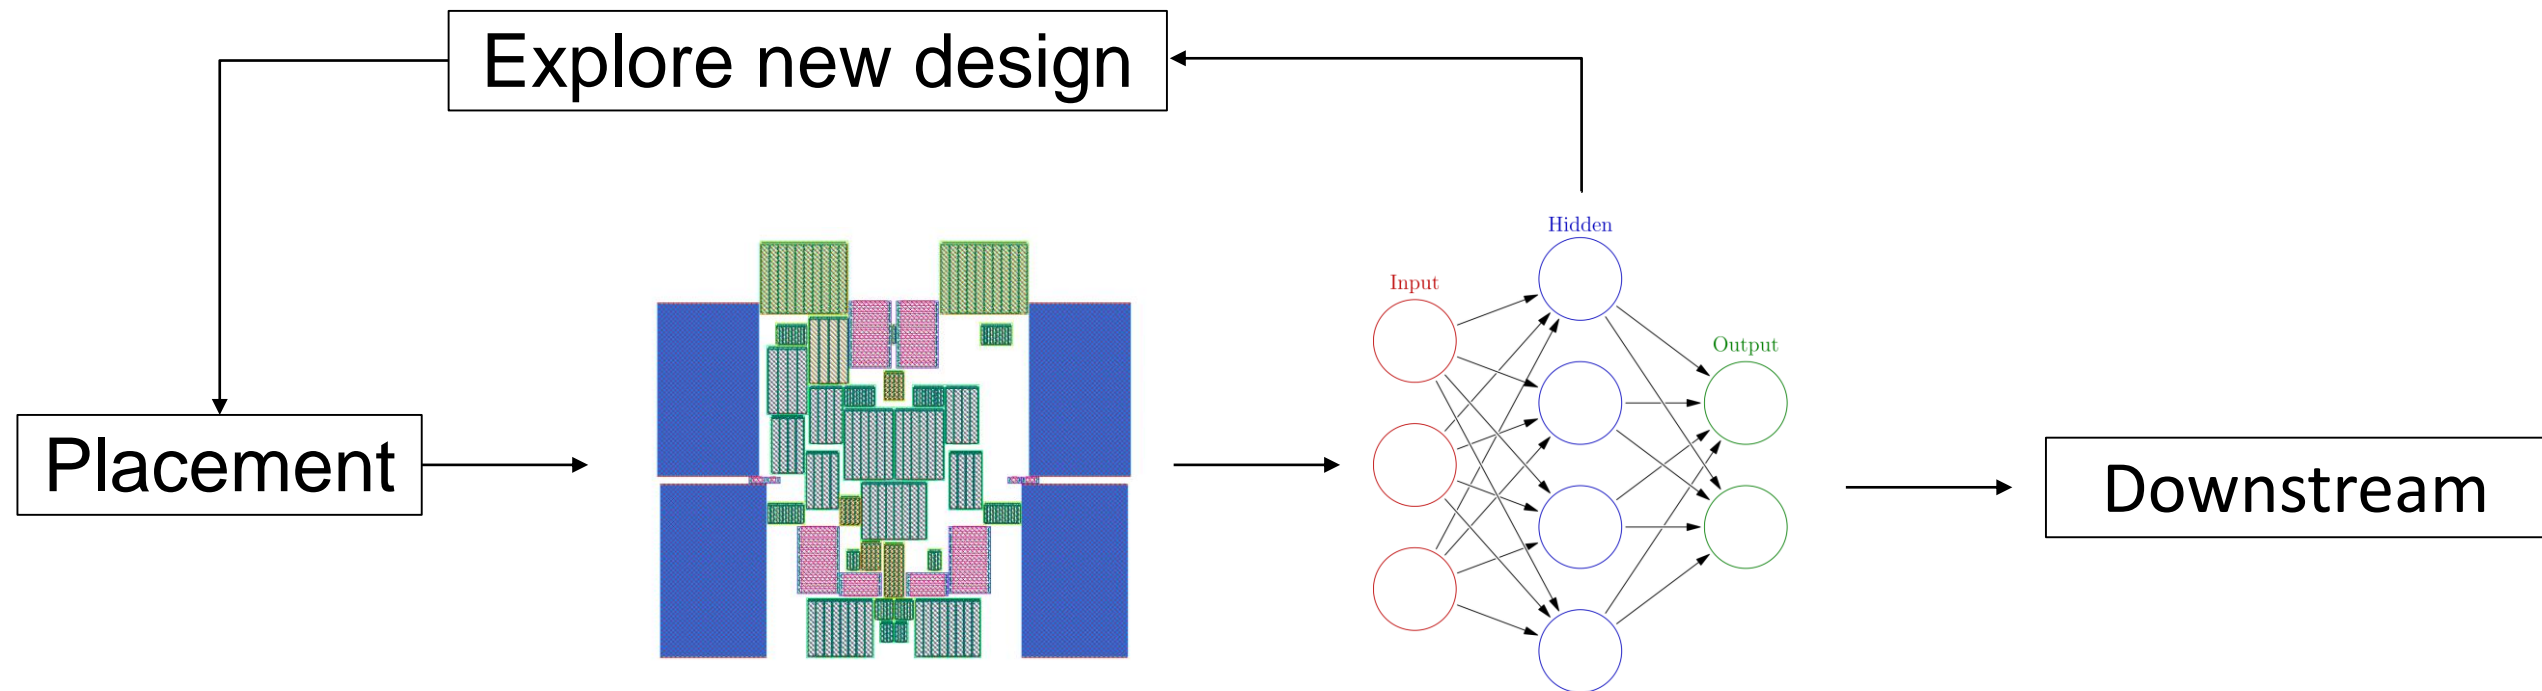 Explore new design
Hidden
Input
Output
Placement
Downstream